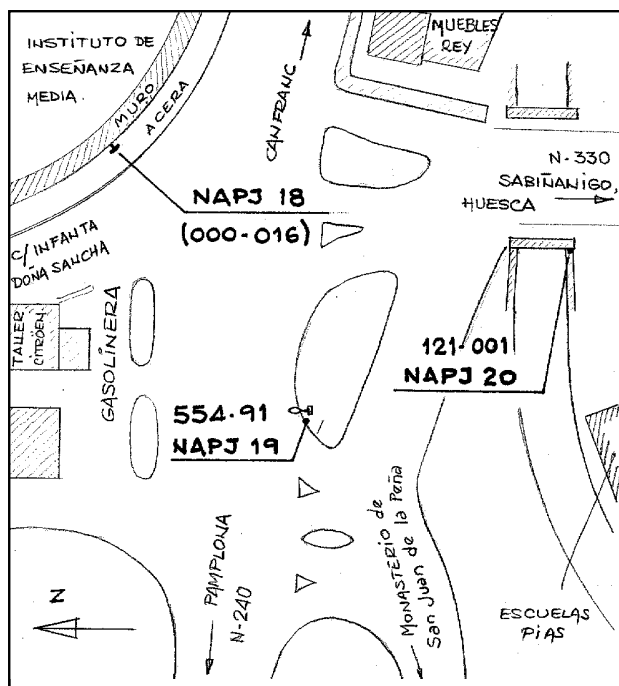 INSTITUTO DE
ENSEÑANZA
MEDIA.
MURO
ACERA
CANFRANC
MUEBLES
REY
N-330
SABIÑANIGO,
HUESCA
NAPJ 18
(000-016)
C/ INFANTA
DOÑA SANCHA
TALLER
CITRÖEN.
GASOLINERA
121-001
NAPJ 20
554-91
NAPJ 19
N
PAMPLONA
N-240
MONASTERIO de
San Juan de la Peña
ESCUELAS
PIAS